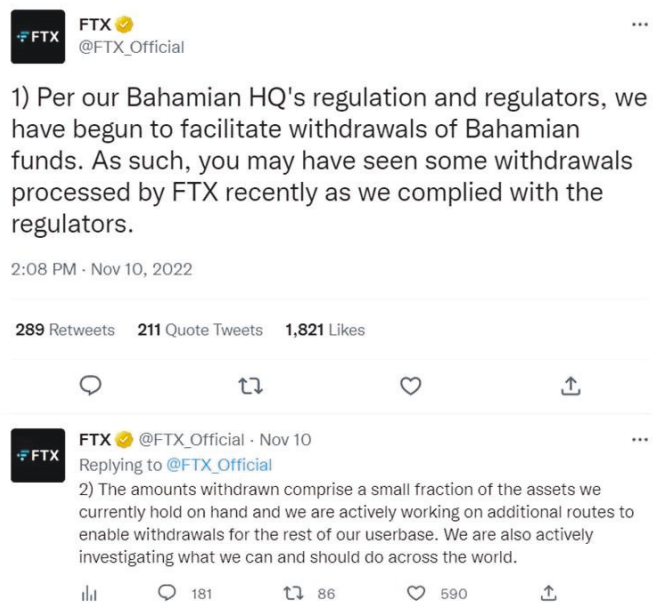 FTX
FTX
@FTX_Official
1) Per our Bahamian HQ's regulation and regulators, we
have begun to facilitate withdrawals of Bahamian
funds. As such, you may have seen some withdrawals
processed by FTX recently as we complied with the
regulators.
2:08 PM · Nov 10, 2022
289 Retweets 211 Quote Tweets 1,821 Likes
FTX
FTX @FTX_Official · Nov 10
Replying to @FTX_Official
2) The amounts withdrawn comprise a small fraction of the assets we
currently hold on hand and we are actively working on additional routes to
enable withdrawals for the rest of our userbase. We are also actively
investigating what we can and should do across the world.
181 86 590